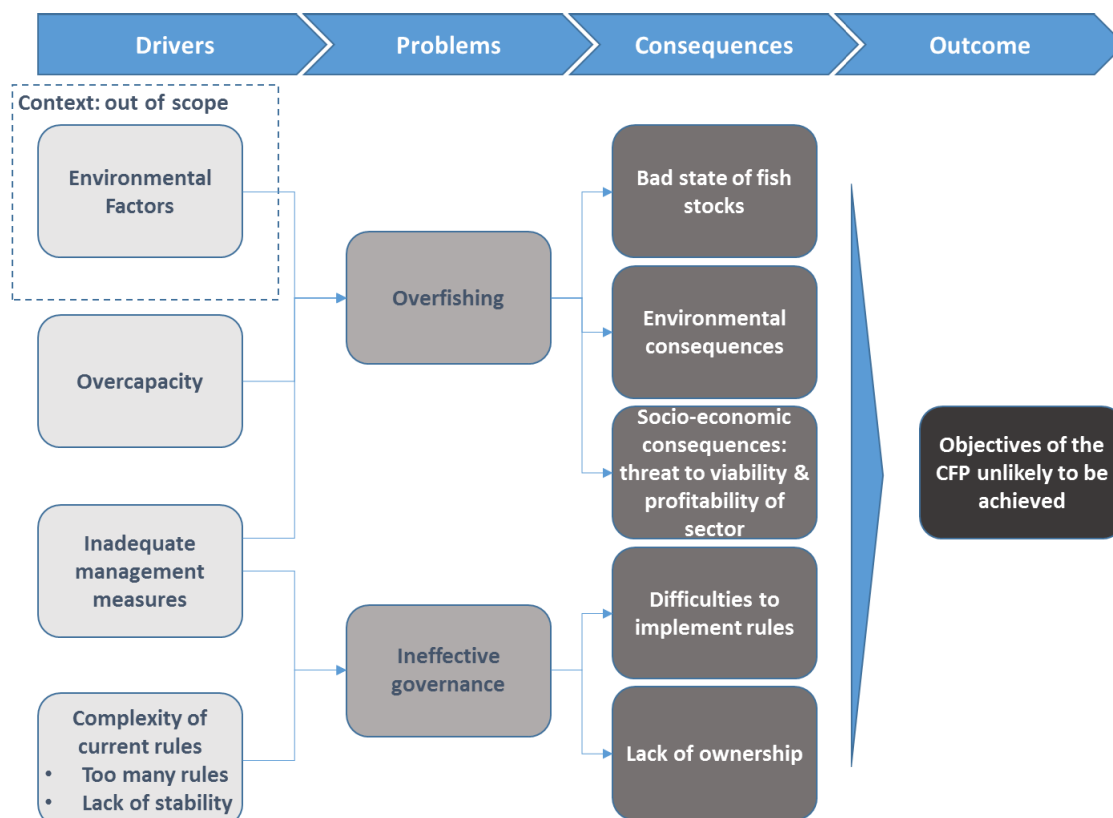 Drivers
Problems
Consequences
Outcome
Context: out of scope
Environmental
Factors
Overcapacity
Inadequate
management
measures
Complexity of
current rules
• Too many rules
• Lack of stability
Overfishing
Ineffective
governance
Bad state of fish
stocks
Environmental
consequences
Socio-economic
consequences:
threat to viability &
profitability of
sector
Difficulties to
implement rules
Lack of ownership
Objectives of the
CFP unlikely to be
achieved